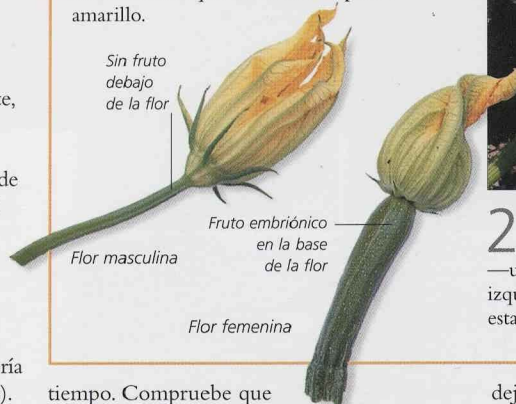 amarillo.
Sin fruto
debajo
de la flor
Flor masculina
Fruto embriónico
en la base
de la flor
Flor femenina
de
2
izqu
esta
ría
).
tiempo. Compruebe que
dej